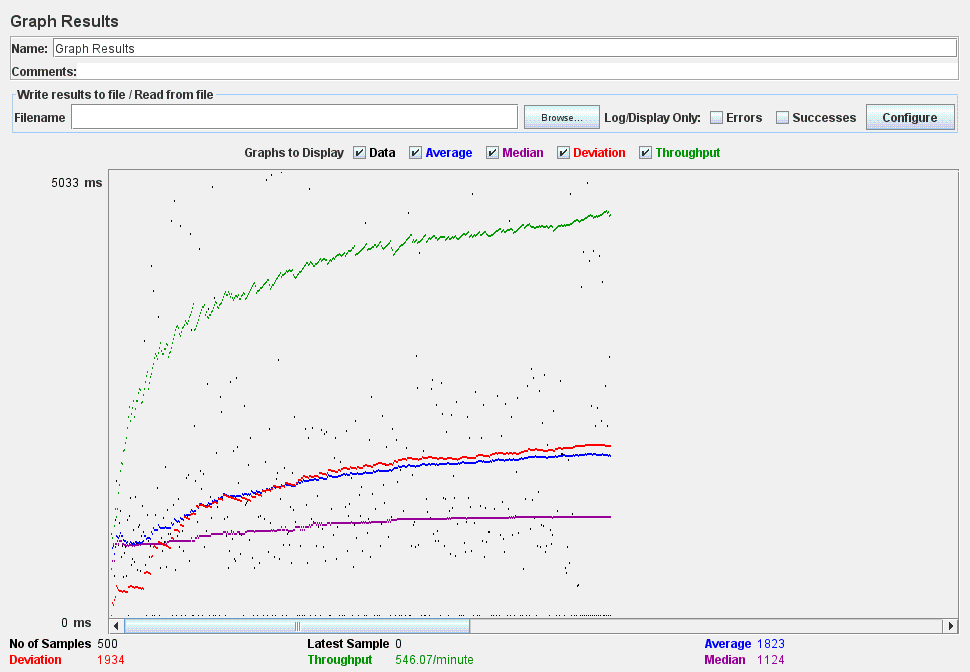 Graph Results
Name: Graph Results
Comments:
Write results to file / Read from file
Filename Browse... Log/Display Only: Errors Successes Configure
Graphs to Display Data Average Median Deviation Throughput
5033 ms
0 ms
No of Samples 500 Latest Sample 0 Average 1823
Deviation 1934 Throughput 546.07/minute Median 1124